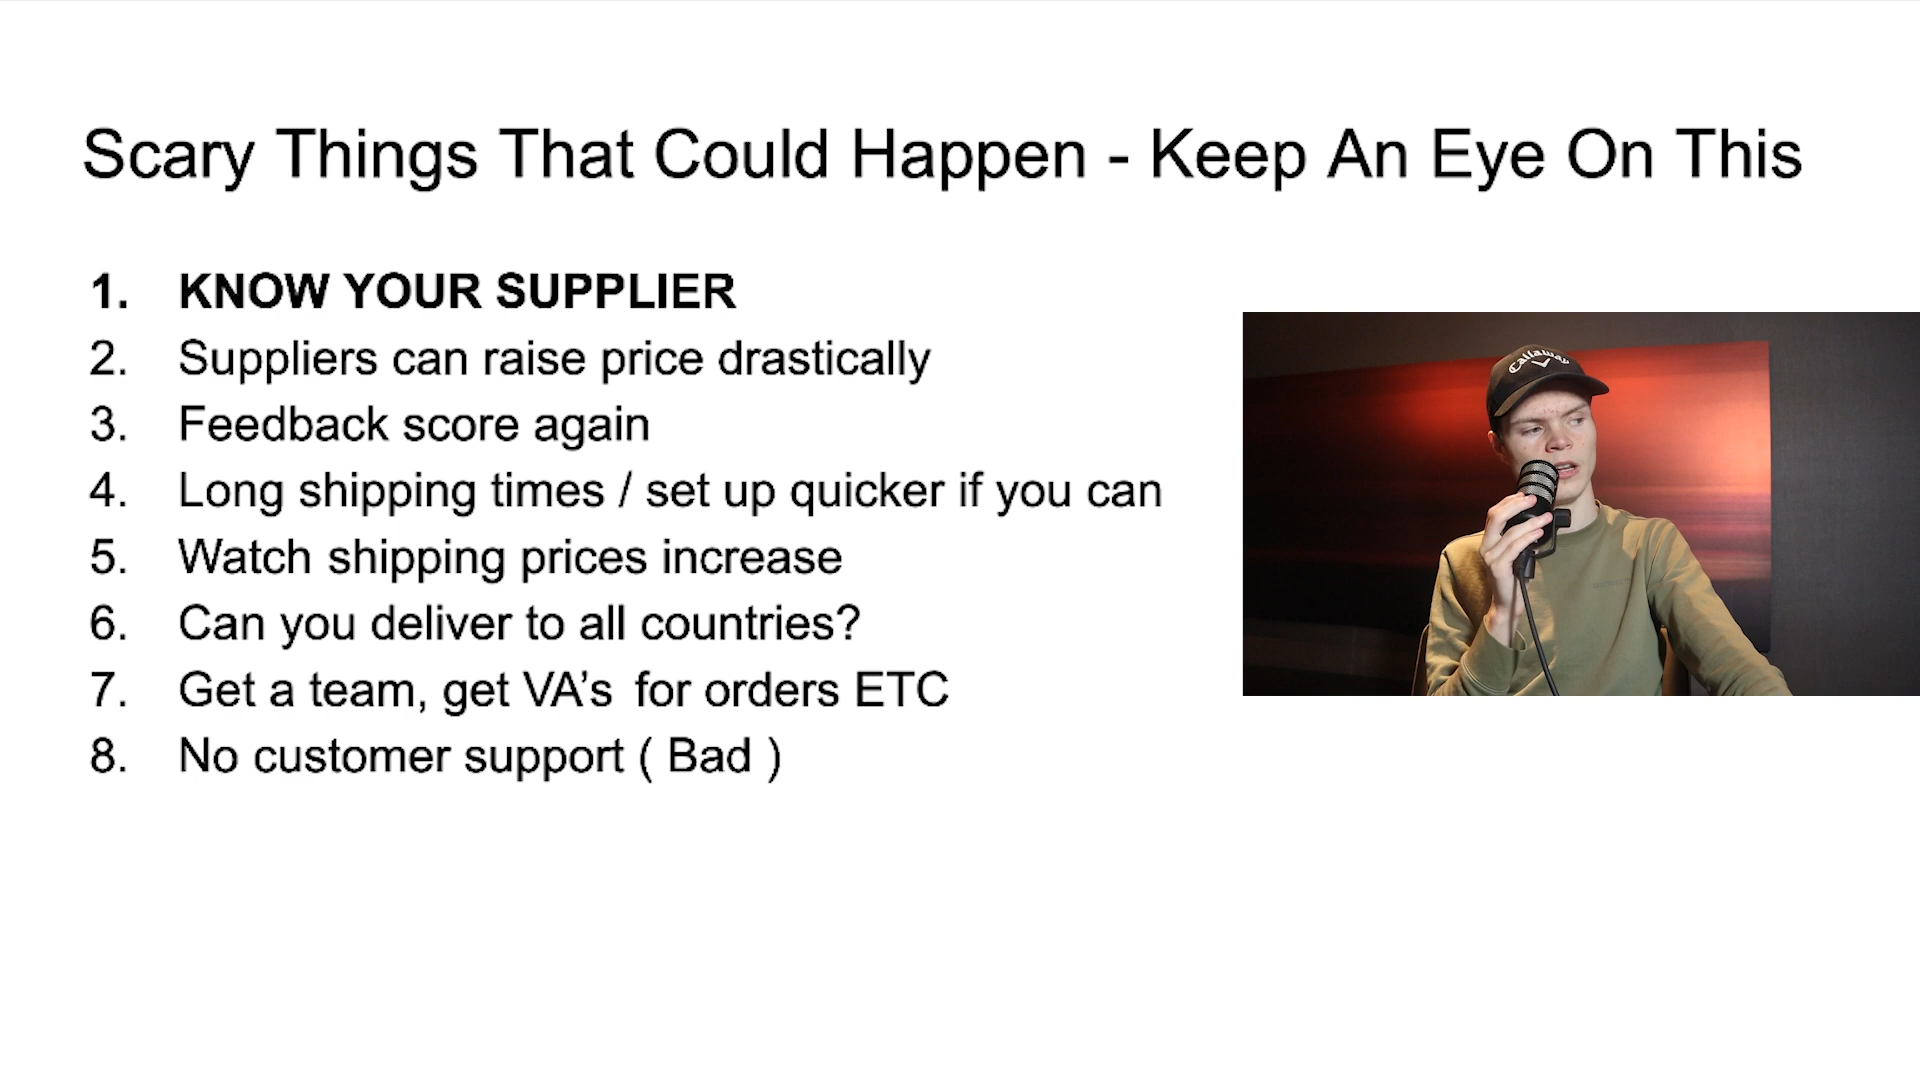 Scary Things That Could Happen - Keep An Eye On This
1. KNOW YOUR SUPPLIER
2. Suppliers can raise price drastically
3. Feedback score again
4. Long shipping times / set up quicker if you can
5. Watch shipping prices increase
6. Can you deliver to all countries?
7. Get a team, get VA’s for orders ETC
8. No customer support ( Bad )
Callaway